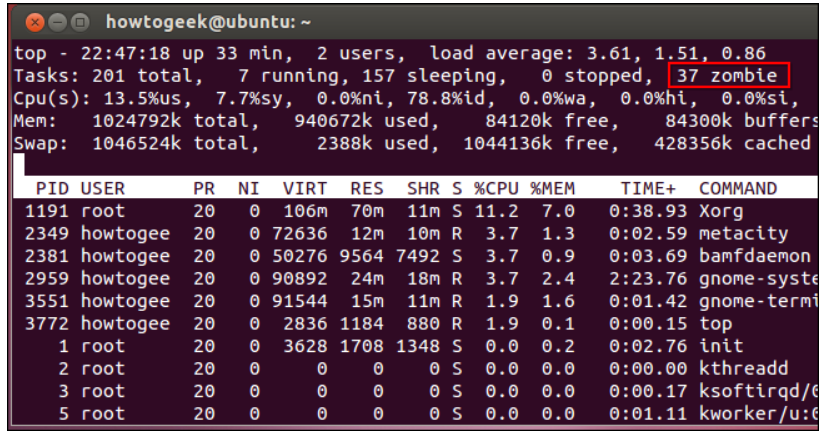 howtogeek@ubuntu: ~
top - 22:47:18 up 33 min,  2 users,  load average: 3.61, 1.51, 0.86
Tasks: 201 total,   7 running, 157 sleeping,   0 stopped,  37 zombie
Cpu(s): 13.5%us,  7.7%sy,  0.0%ni, 78.8%id,  0.0%wa,  0.0%hi,  0.0%si,
Mem:   1024792k total,   940672k used,    84120k free,    84300k buffers
Swap:  1046524k total,     2388k used,  1044136k free,   428356k cached
PID USER      PR  NI  VIRT  RES  SHR S %CPU %MEM    TIME+  COMMAND
1191 root      20   0  106m  70m  11m S 11.2  7.0   0:38.93 Xorg
2349 howtogee  20   0 72636  12m  10m R  3.7  1.3   0:02.59 metacity
2381 howtogee  20   0 50276 9564 7492 S  3.7  0.9   0:03.69 bamfdaemon
2959 howtogee  20   0 90892  24m  18m R  3.7  2.4   2:23.76 gnome-syste
3551 howtogee  20   0 91544  15m  11m R  1.9  1.6   0:01.42 gnome-termi
3772 howtogee  20   0  2836 1184  880 R  1.9  0.1   0:00.15 top
1 root      20   0  3628 1708 1348 S  0.0  0.2   0:02.76 init
2 root      20   0     0    0    0 S  0.0  0.0   0:00.00 kthreadd
3 root      20   0     0    0    0 S  0.0  0.0   0:00.17 ksoftirqd/0
5 root      20   0     0    0    0 S  0.0  0.0   0:01.11 kworker/u:0